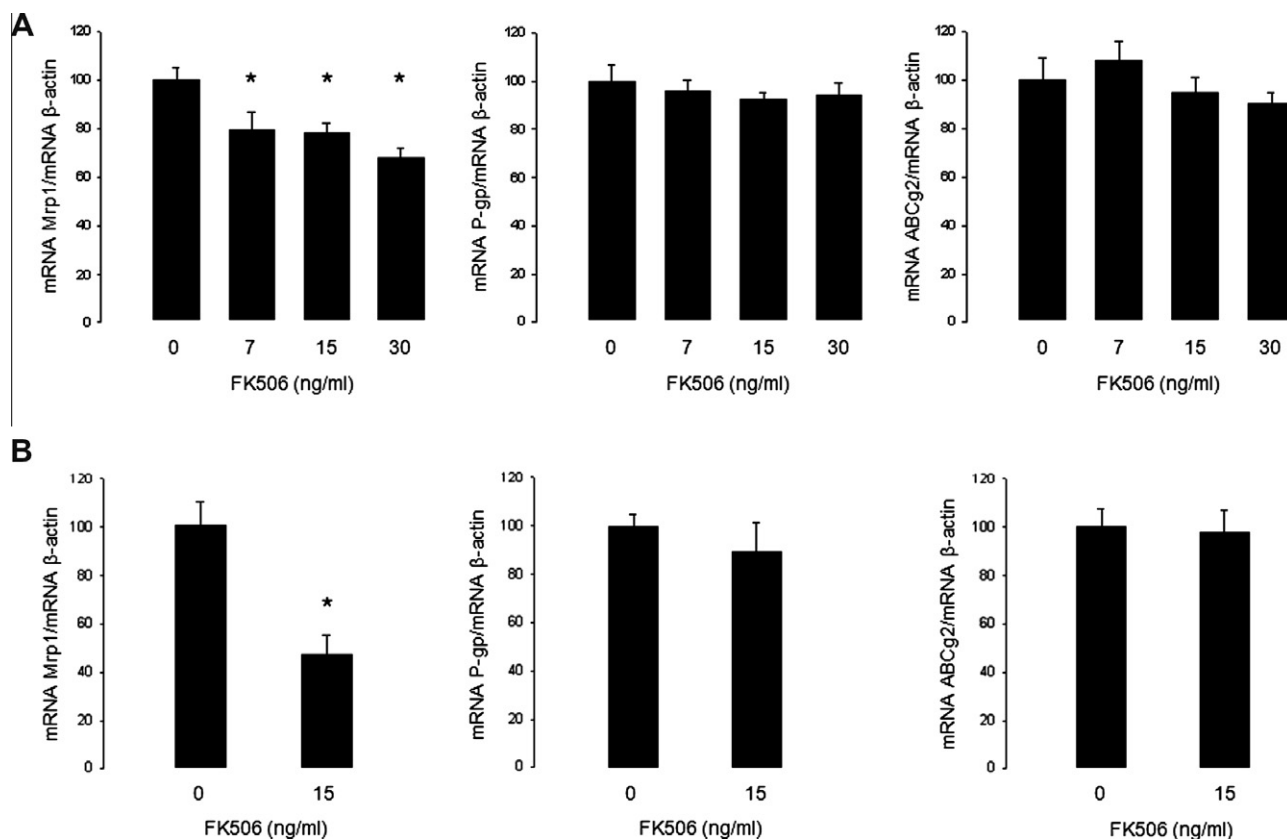 A
mRNA Mrp1/mRNA β-actin
120
100
80
60
40
20
0
* * *
0 7 15 30
FK506 (ng/ml)
mRNA P-gp/mRNA β-actin
120
100
80
60
40
20
0
0 7 15 30
FK506 (ng/ml)
mRNA ABCg2/mRNA β-actin
120
100
80
60
40
20
0
0 7 15 30
FK506 (ng/ml)
B
mRNA Mrp1/mRNA β-actin
120
100
80
60
40
20
0
*
0 15
FK506 (ng/ml)
mRNA P-gp/mRNA β-actin
120
100
80
60
40
20
0
0 15
FK506 (ng/ml)
mRNA ABCg2/mRNA β-actin
120
100
80
60
40
20
0
0 15
FK506 (ng/ml)